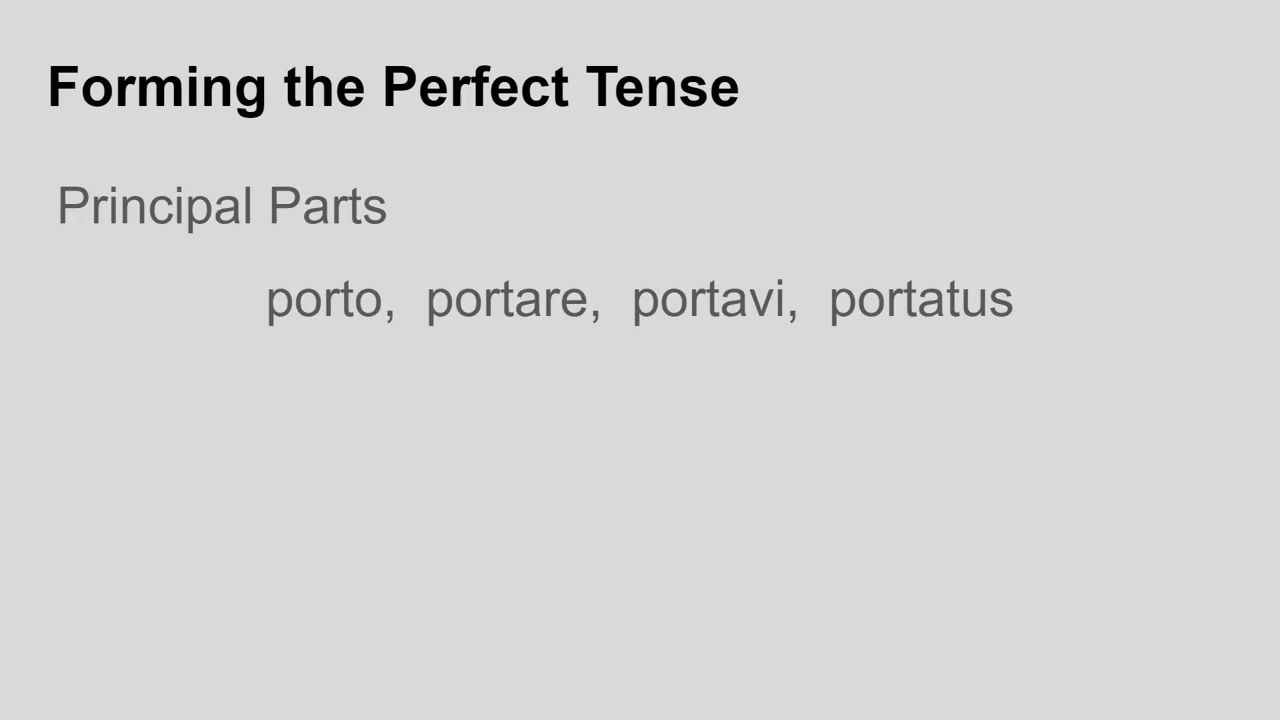 Forming the Perfect Tense
Principal Parts
porto, portare, portavi, portatus